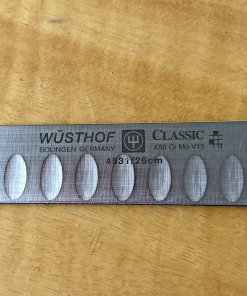 WÜSTHOF CLASSIC
SOLINGEN GERMANY X50 Cr Mo V15
4531/26cm